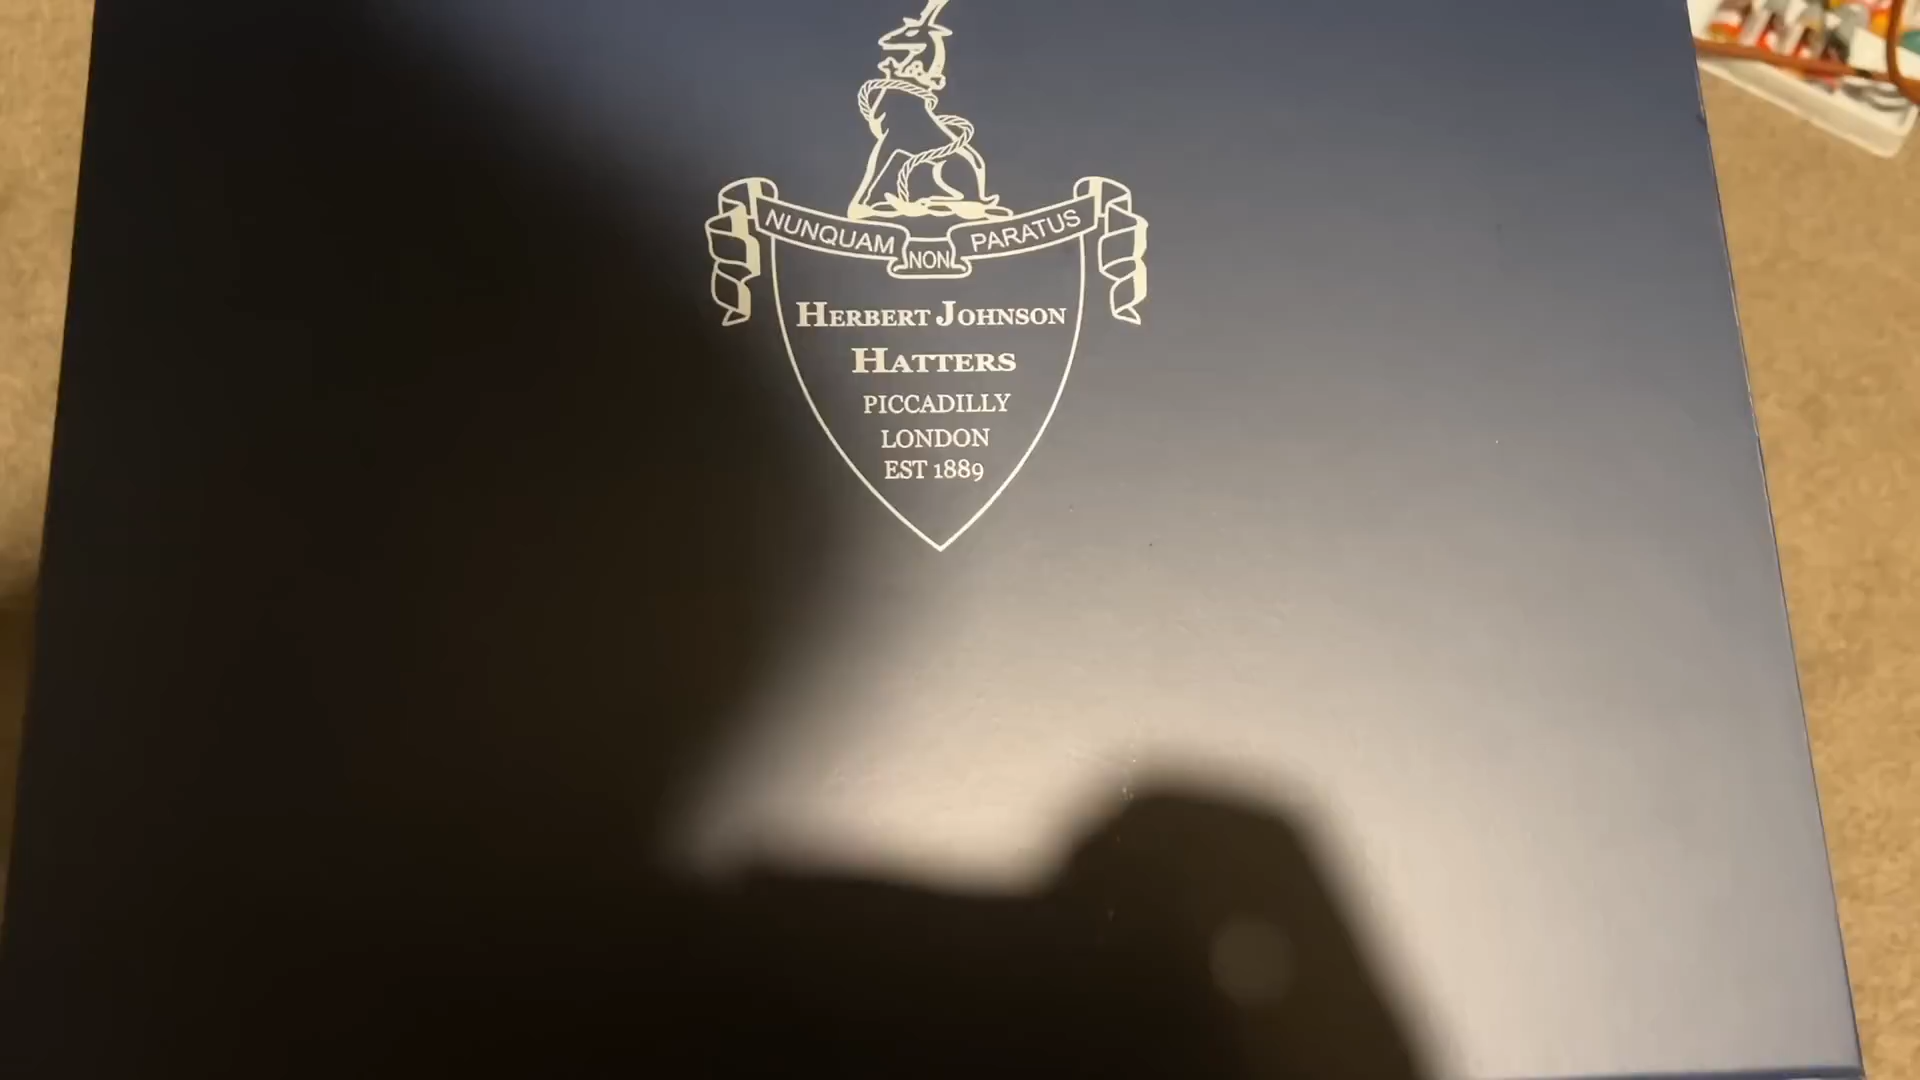 NUNQUAM NON PARATUS
HERBERT JOHNSON
HATTERS
PICCADILLY
LONDON
EST 1889